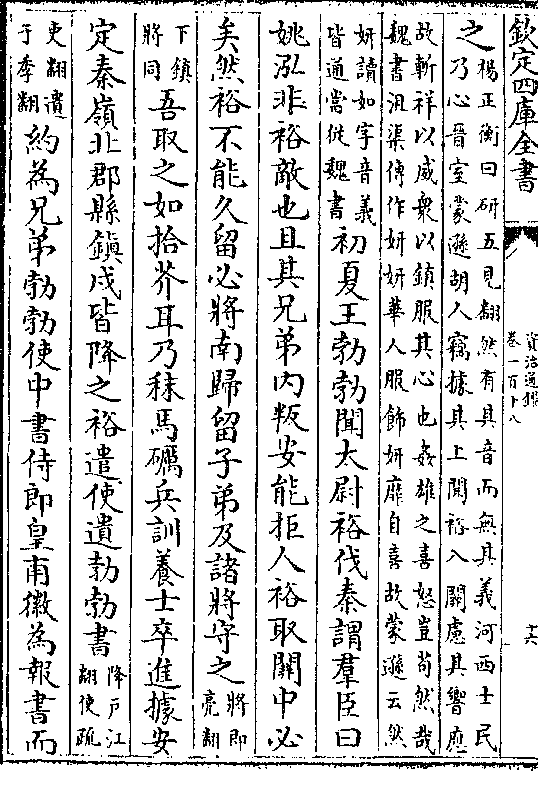 欽定四庫全書
資治通鑑
卷一百十八
十六
之
楊正衡曰研五見翻然有其音而無其義河西士民
乃心晉室蒙遜胡人竊據其上聞裕入關慮其響應
故斬祥以威衆以鎮服其心也姦雄之喜怒豈苟然哉
魏書沮渠傳作妍妍華人服飾妍靡自喜故蒙遜云然
妍讀如字音義
皆通當從魏書
初夏王勃勃聞太尉裕伐秦謂羣臣曰
姚泓非裕敵也且其兄弟内叛安能拒人裕取關中必
矣然裕不能久留必將南歸留子弟及諸將守之
將即
亮翻
下鎮
將同
吾取之如拾芥耳乃秣馬礪兵訓養士卒進據安
定秦嶺北郡縣鎮戍皆降之裕遣使遺勃勃書
降戶江
翻使疏
吏翻遺
于季翻
約為兄弟勃勃使中書侍郎皇甫徽為報書而